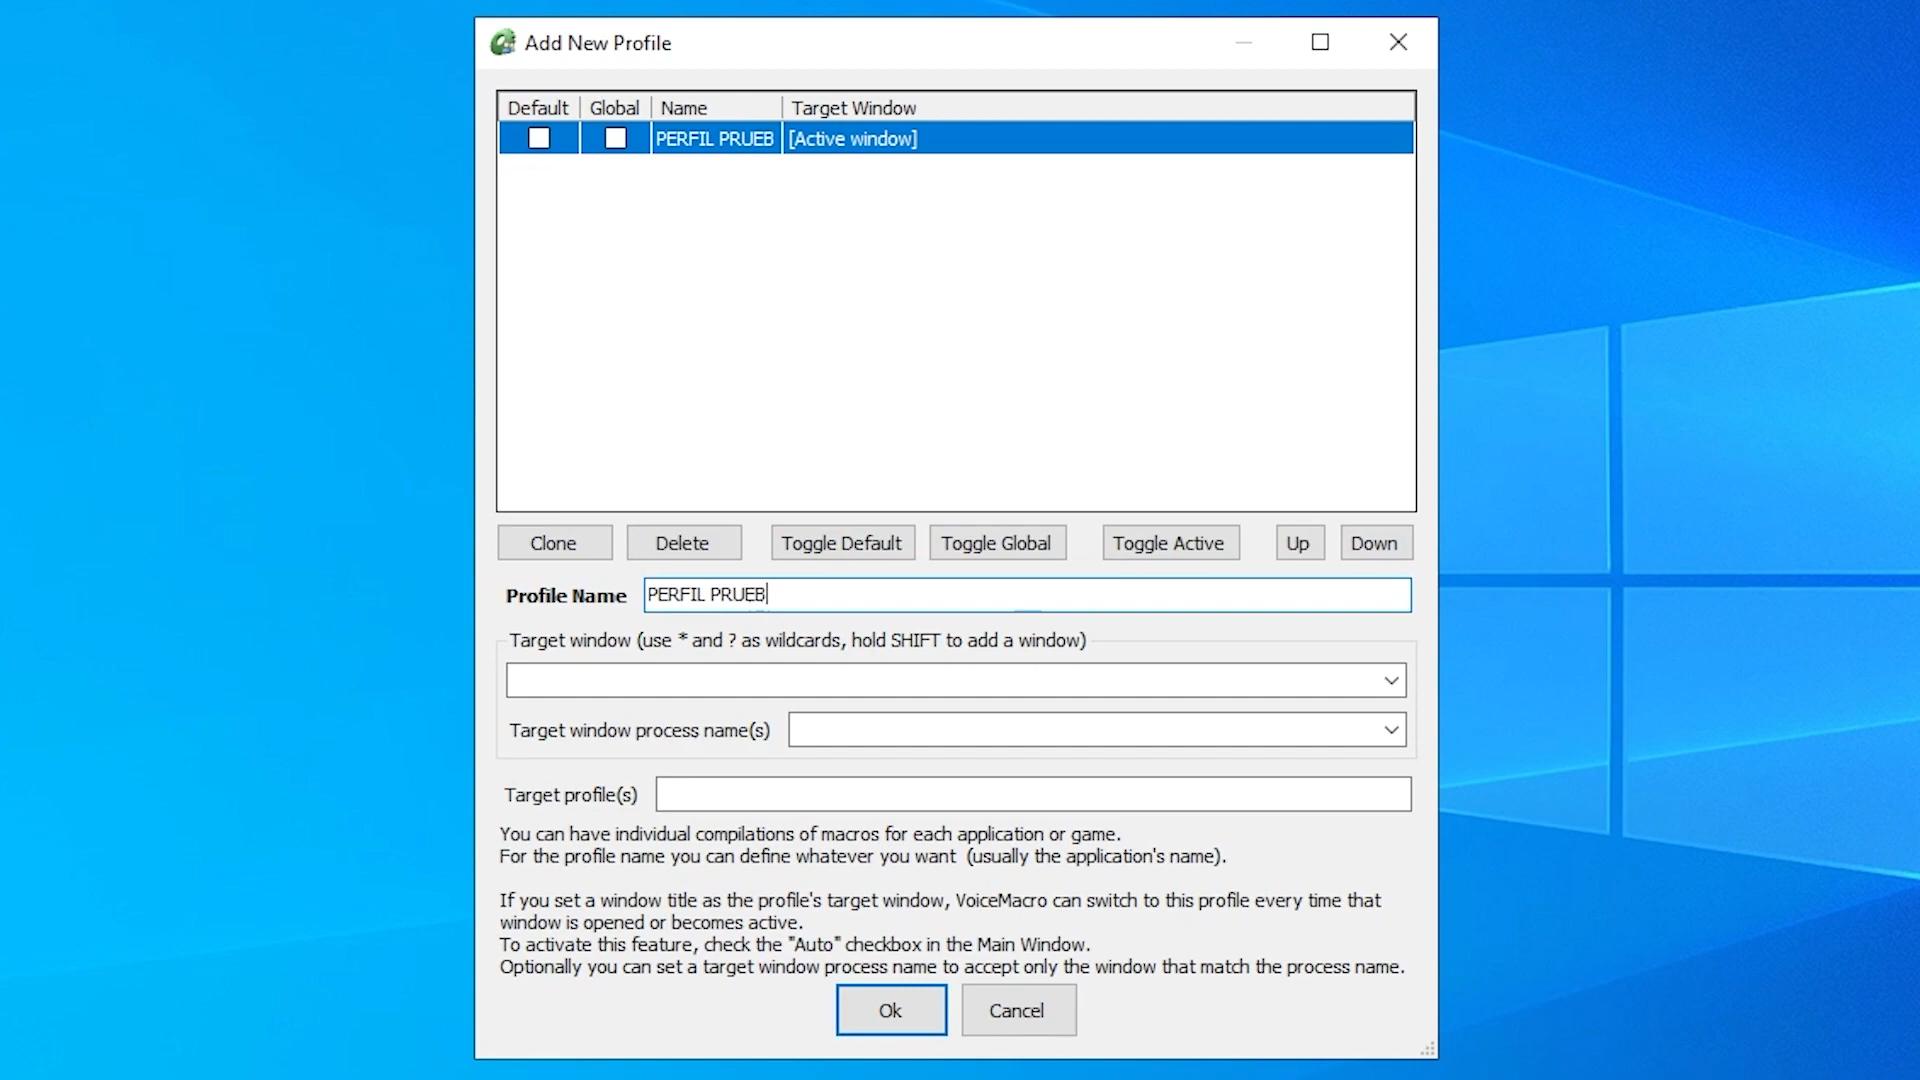 Add New Profile
Default Global Name Target Window
PERFIL PRUEB [Active window]
Clone Delete Toggle Default Toggle Global Toggle Active Up Down
Profile Name PERFIL PRUEB
Target window (use * and ? as wildcards, hold SHIFT to add a window)
Target window process name(s)
Target profile(s)
You can have individual compilations of macros for each application or game.
For the profile name you can define whatever you want (usually the application's name).
If you set a window title as the profile's target window, VoiceMacro can switch to this profile every time that
window is opened or becomes active.
To activate this feature, check the "Auto" checkbox in the Main Window.
Optionally you can set a target window process name to accept only the window that match the process name.
Ok Cancel